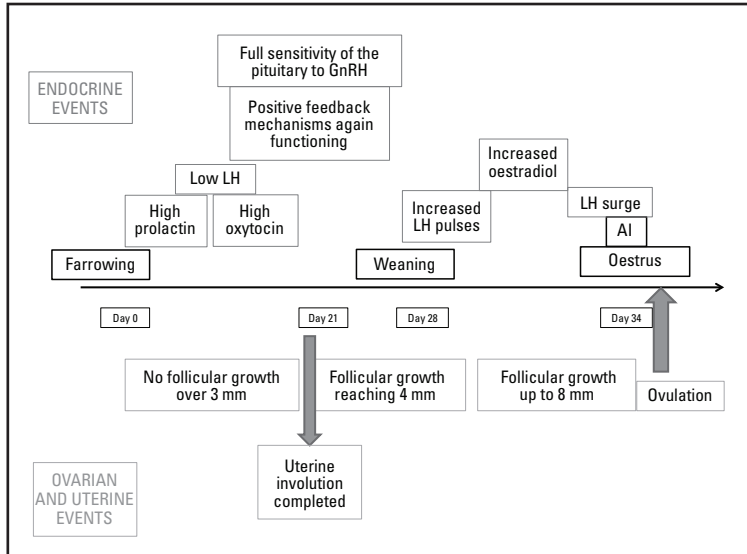 Full sensitivity of the
pituitary to GnRH
ENDOCRINE
EVENTS
Positive feedback
mechanisms again
functioning
Increased
oestradiol
Low LH
High
prolactin
High
oxytocin
Increased
LH pulses
LH surge
AI
Farrowing
Weaning
Oestrus
Day 0
Day 21
Day 28
Day 34
No follicular growth
over 3 mm
Follicular growth
reaching 4 mm
Follicular growth
up to 8 mm
Ovulation
Uterine
involution
completed
OVARIAN
AND UTERINE
EVENTS